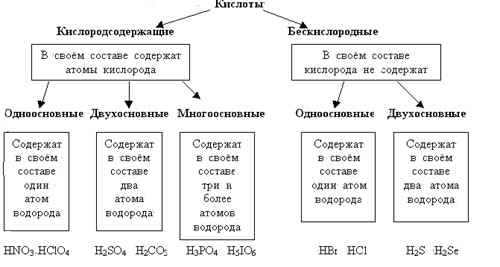 Кислоты
Кислородсодержащие
Бескислородные
В своём составе содержат
атомы кислорода
В своём составе
кислорода не содержат
Одноосновные
Двухосновные
Многоосновные
Одноосновные
Двухосновные
Содержат
в своём
составе
один
атом
водорода
Содержат
в своём
составе
два
атома
водорода
Содержат
в своём
составе
три и
более
атомов
водорода
Содержат
в своём
составе
один атом
водорода
Содержат
в своём
составе
два атома
водорода
HNO₃ HClO₄
H₂SO₄ H₂CO₅
H₃PO₄ H₅IO₆
HBr HCl
H₂S H₂Se